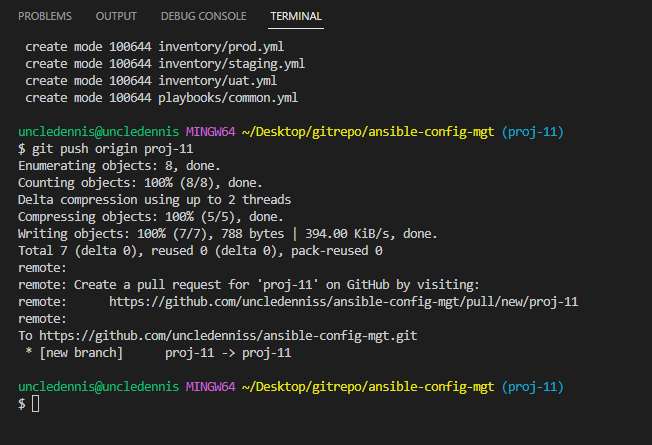 PROBLEMS OUTPUT DEBUG CONSOLE TERMINAL
create mode 100644 inventory/prod.yml
create mode 100644 inventory/staging.yml
create mode 100644 inventory/uat.yml
create mode 100644 playbooks/common.yml
uncledennis@uncledennis MINGW64 ~/Desktop/gitrepo/ansible-config-mgt (proj-11)
$ git push origin proj-11
Enumerating objects: 8, done.
Counting objects: 100% (8/8), done.
Delta compression using up to 2 threads
Compressing objects: 100% (5/5), done.
Writing objects: 100% (7/7), 788 bytes | 394.00 KiB/s, done.
Total 7 (delta 0), reused 0 (delta 0), pack-reused 0
remote:
remote: Create a pull request for 'proj-11' on GitHub by visiting:
remote:      https://github.com/uncledenniss/ansible-config-mgt/pull/new/proj-11
remote:
To https://github.com/uncledenniss/ansible-config-mgt.git
 * [new branch]      proj-11 -> proj-11
uncledennis@uncledennis MINGW64 ~/Desktop/gitrepo/ansible-config-mgt (proj-11)
$